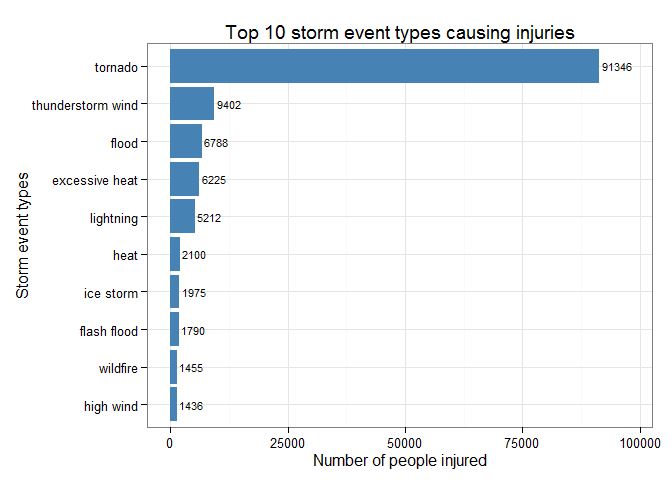 Top 10 storm event types causing injuries
Storm event types
tornado 91346
thunderstorm wind 9402
flood 6788
excessive heat 6225
lightning 5212
heat 2100
ice storm 1975
flash flood 1790
wildfire 1455
high wind 1436
0 25000 50000 75000 100000
Number of people injured